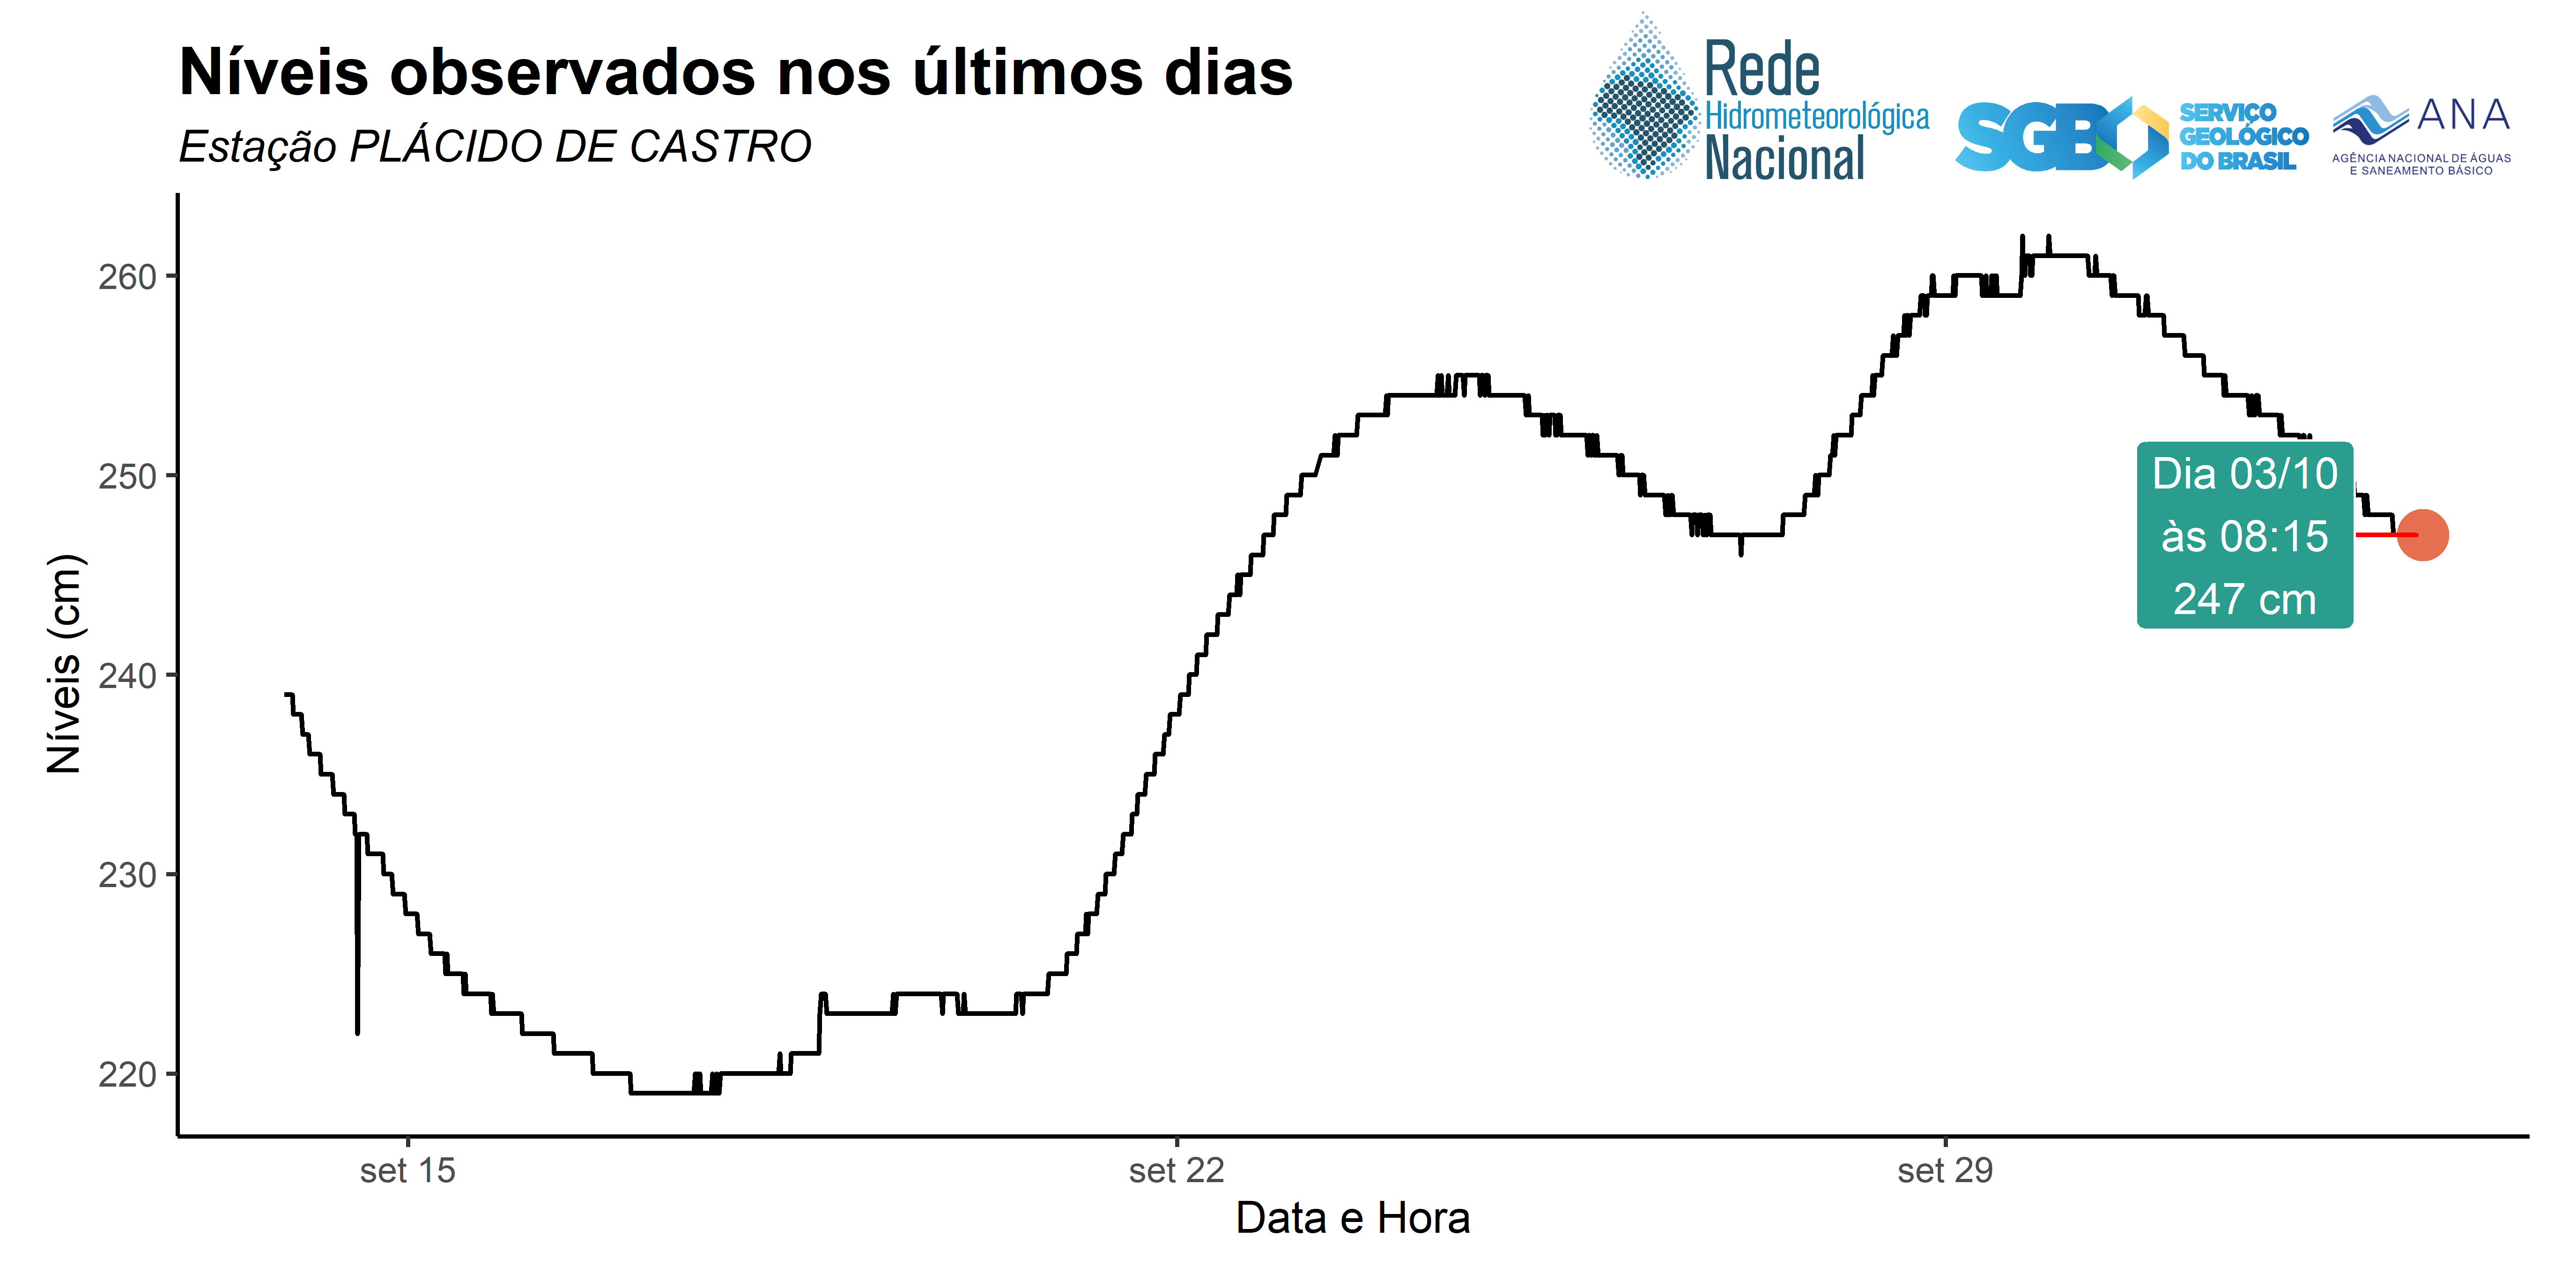 Níveis observados nos últimos dias
Estação PLÁCIDO DE CASTRO
Rede
Hidrometeorológica
Nacional
SGB
SERVIÇO
GEOLÓGICO
DO BRASIL
ANA
AGÊNCIA NACIONAL DE ÁGUAS
E SANEAMENTO BÁSICO
Níveis (cm)
260
250
240
230
220
Dia 03/10
às 08:15
247 cm
set 15
set 22
set 29
Data e Hora